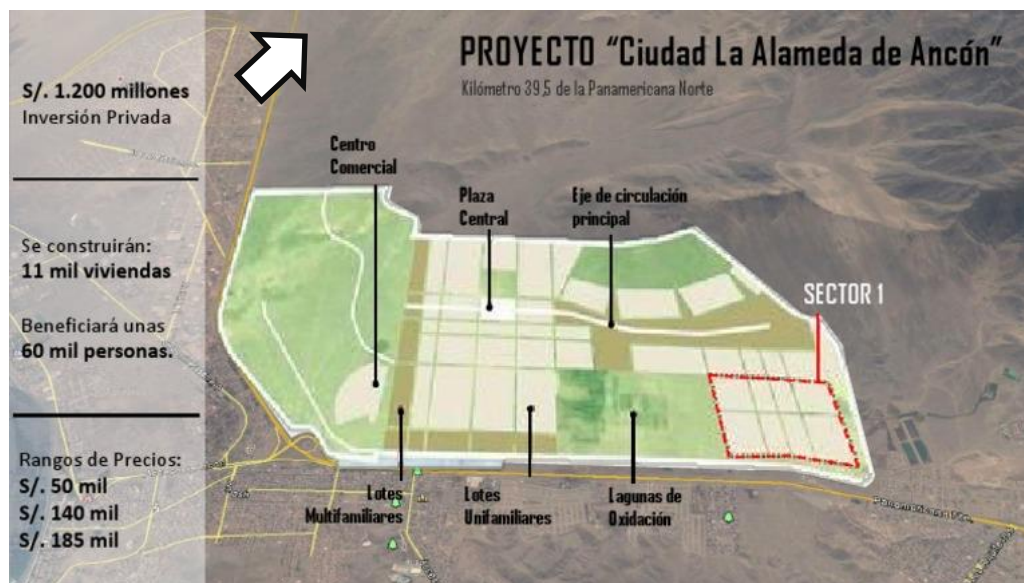 PROYECTO “Ciudad La Alameda de Ancón”
Kilómetro 39,5 de la Panamericana Norte
S/. 1.200 millones
Inversión Privada
Se construirán:
11 mil viviendas
Beneficiará unas
60 mil personas.
Rangos de Precios:
S/. 50 mil
S/. 140 mil
S/. 185 mil
Centro
Comercial
Plaza
Central
Eje de circulación
principal
SECTOR 1
Lotes
Multifamiliares
Lotes
Unifamiliares
Lagunas de
Oxidación